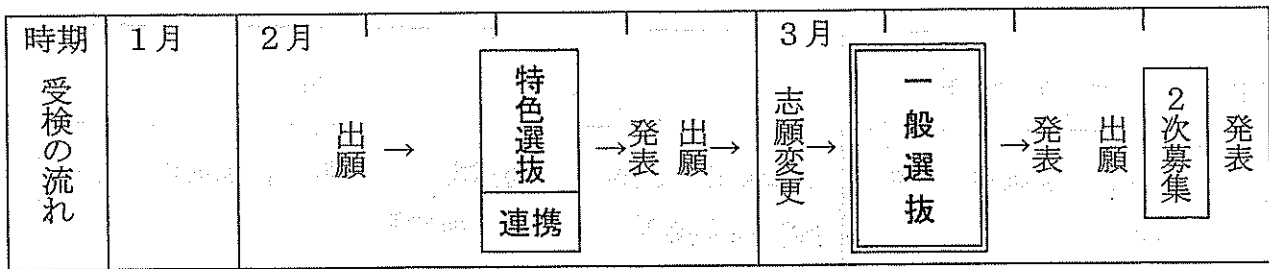 時期 1月 2月 3月
受検の流れ
出願 →
特色選抜
連携
→発表
出願→
志願変更→
一般選抜
→発表
出願
2次募集
発表